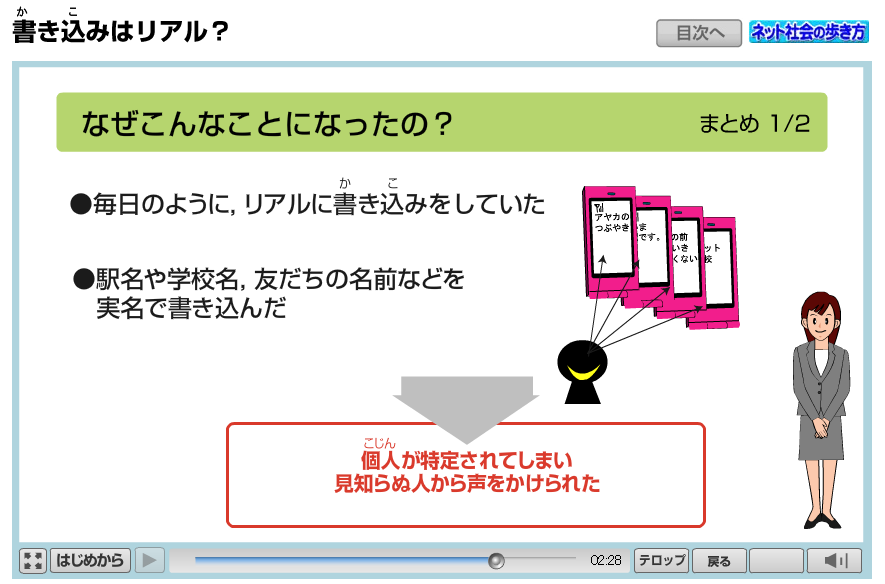 か こ
書き込みはリアル？
目次へ
ネット社会の歩き方
なぜこんなことになったの？
まとめ 1/2
か こ
●毎日のように, リアルに書き込みをしていた
●駅名や学校名, 友だちの名前などを
実名で書き込んだ
アヤカの
つぶやき
ま
です。
の前
いき
くない
ット
校
こじん
個人が特定されてしまい
見知らぬ人から声をかけられた
はじめから
02:28
テロップ
戻る